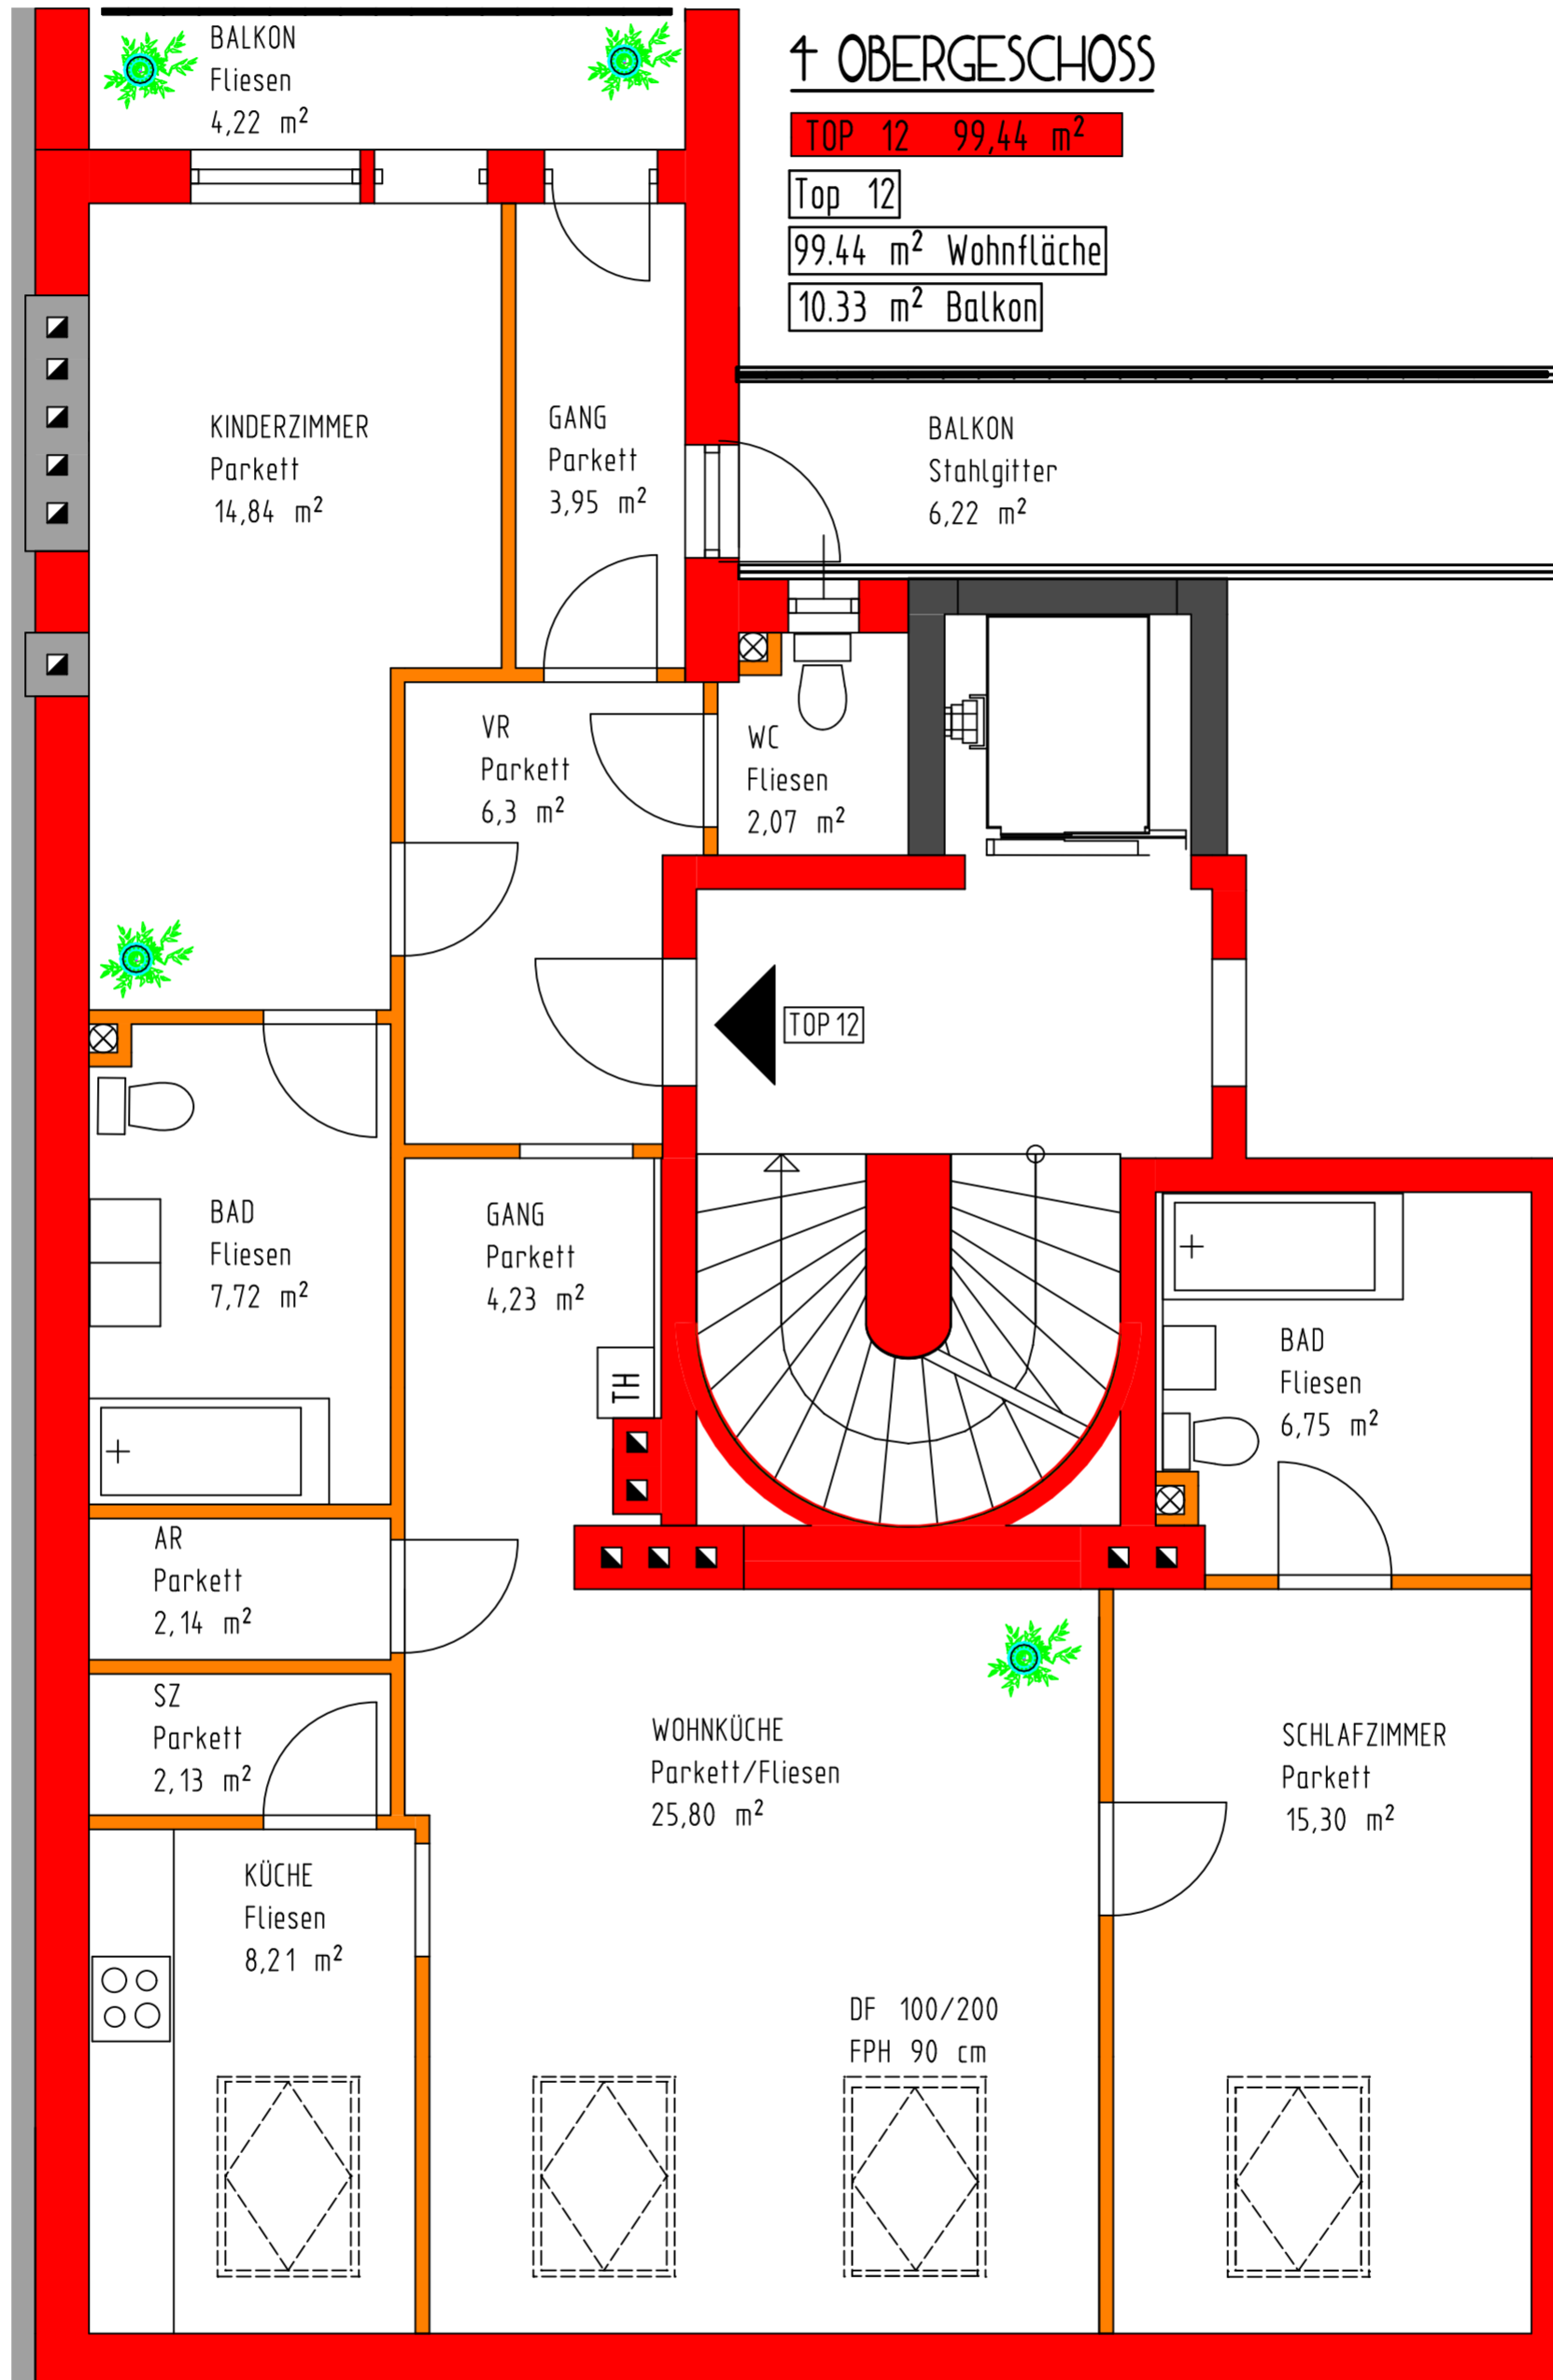 4 OBERGESCHOSS
TOP 12 99,44 m²
Top 12
99.44 m² Wohnfläche
10.33 m² Balkon
BALKON
Fliesen
4,22 m²
KINDERZIMMER
Parkett
14,84 m²
GANG
Parkett
3,95 m²
BALKON
Stahlgitter
6,22 m²
VR
Parkett
6,3 m²
WC
Fliesen
2,07 m²
TOP 12
BAD
Fliesen
7,72 m²
GANG
Parkett
4,23 m²
TH
BAD
Fliesen
6,75 m²
AR
Parkett
2,14 m²
SZ
Parkett
2,13 m²
WOHNKÜCHE
Parkett/Fliesen
25,80 m²
SCHLAFZIMMER
Parkett
15,30 m²
KÜCHE
Fliesen
8,21 m²
DF 100/200
FPH 90 cm